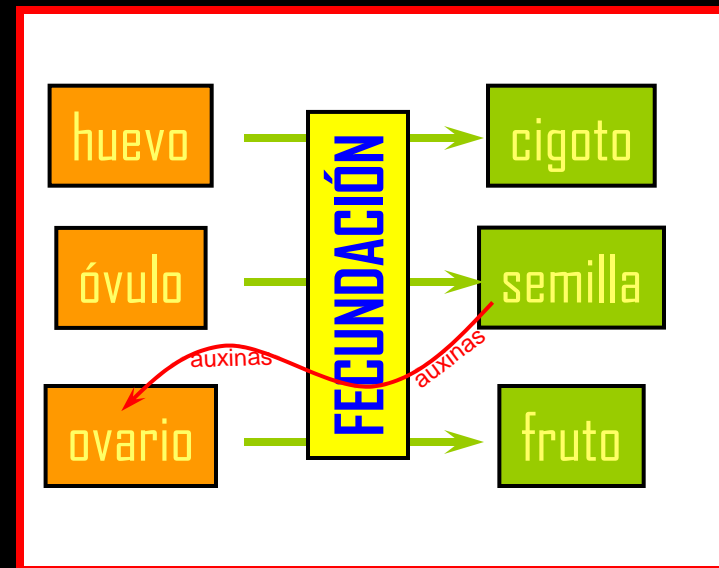 huevo
FECUNDACIÓN
cigoto
óvulo
semilla
auxinas
auxinas
ovario
fruto